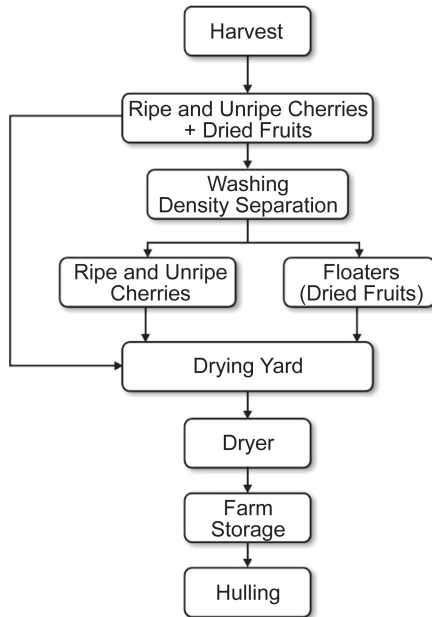 Harvest
Ripe and Unripe Cherries
+ Dried Fruits
Washing
Density Separation
Ripe and Unripe
Cherries
Floaters
(Dried Fruits)
Drying Yard
Dryer
Farm
Storage
Hulling